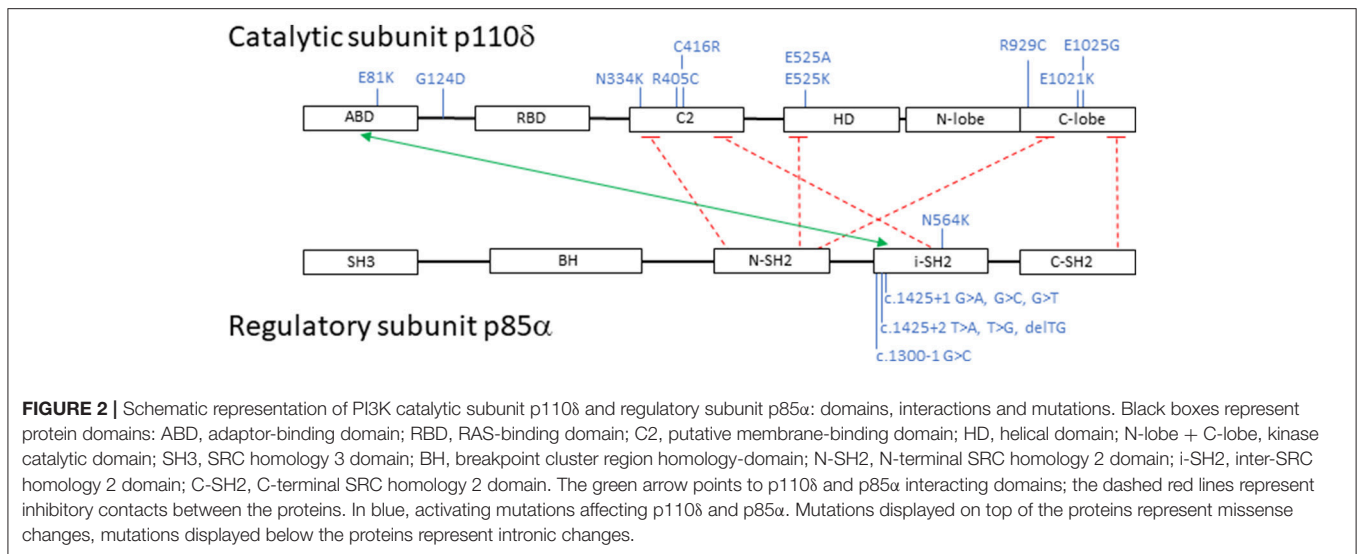 Catalytic subunit p110δ
C416R
R929C E1025G
E525A
E81K G124D
N334K R405C
E525K
E1021K
ABD RBD C2 HD N-lobe C-lobe
N564K
SH3 BH N-SH2 i-SH2 C-SH2
c.1425+1 G>A, G>C, G>T
Regulatory subunit p85α
c.1425+2 T>A, T>G, delTG
c.1300-1 G>C
FIGURE 2 | Schematic representation of PI3K catalytic subunit p110δ and regulatory subunit p85α: domains, interactions and mutations. Black boxes represent
protein domains: ABD, adaptor-binding domain; RBD, RAS-binding domain; C2, putative membrane-binding domain; HD, helical domain; N-lobe + C-lobe, kinase
catalytic domain; SH3, SRC homology 3 domain; BH, breakpoint cluster region homology-domain; N-SH2, N-terminal SRC homology 2 domain; i-SH2, inter-SRC
homology 2 domain; C-SH2, C-terminal SRC homology 2 domain. The green arrow points to p110δ and p85α interacting domains; the dashed red lines represent
inhibitory contacts between the proteins. In blue, activating mutations affecting p110δ and p85α. Mutations displayed on top of the proteins represent missense
changes, mutations displayed below the proteins represent intronic changes.